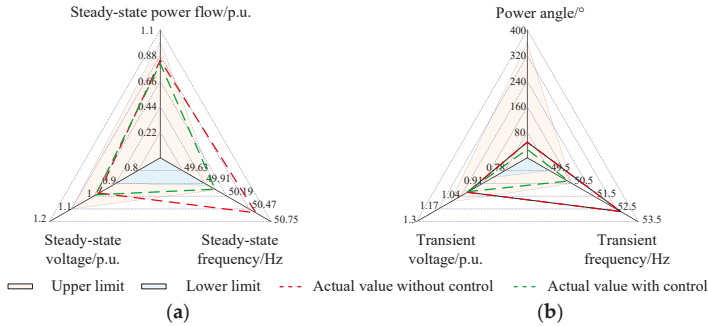 Steady-state power flow/p.u.
1.1
0.88
0.66
0.44
0.22
0.8
0.9
1
1.1
1.2
49.63
49.91
50.19
50.47
50.75
Steady-state
voltage/p.u.
Steady-state
frequency/Hz
Power angle/°
400
320
240
160
80
0.78
0.91
1.04
1.17
1.3
49.5
50.5
51.5
52.5
53.5
Transient
voltage/p.u.
Transient
frequency/Hz
Upper limit Lower limit Actual value without control Actual value with control
(a) (b)